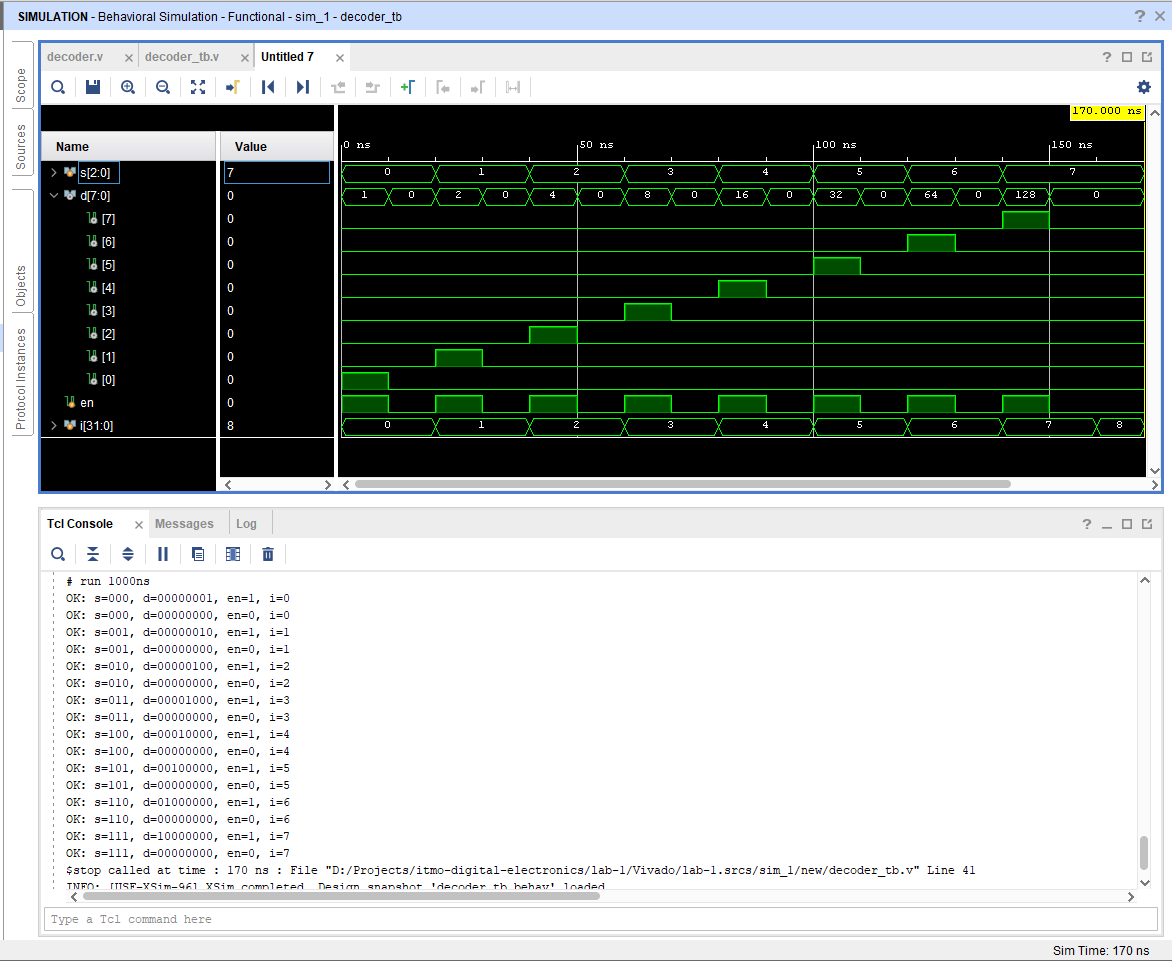 SIMULATION - Behavioral Simulation - Functional - sim_1 - decoder_tb
Scope
Sources
Objects
Protocol Instances
decoder.v decoder_tb.v Untitled 7
170.000 ns
Name Value
0 ns 50 ns 100 ns 150 ns
s[2:0] 7 0 1 2 3 4 5 6 7
d[7:0] 0 1 0 2 0 4 0 8 0 16 0 32 0 64 0 128 0
[7] 0
[6] 0
[5] 0
[4] 0
[3] 0
[2] 0
[1] 0
[0] 0
en 0
i[31:0] 8 0 1 2 3 4 5 6 7 8
Tcl Console Messages Log
# run 1000ns
OK: s=000, d=00000001, en=1, i=0
OK: s=000, d=00000000, en=0, i=0
OK: s=001, d=00000010, en=1, i=1
OK: s=001, d=00000000, en=0, i=1
OK: s=010, d=00000100, en=1, i=2
OK: s=010, d=00000000, en=0, i=2
OK: s=011, d=00001000, en=1, i=3
OK: s=011, d=00000000, en=0, i=3
OK: s=100, d=00010000, en=1, i=4
OK: s=100, d=00000000, en=0, i=4
OK: s=101, d=00100000, en=1, i=5
OK: s=101, d=00000000, en=0, i=5
OK: s=110, d=01000000, en=1, i=6
OK: s=110, d=00000000, en=0, i=6
OK: s=111, d=10000000, en=1, i=7
OK: s=111, d=00000000, en=0, i=7
$stop called at time : 170 ns : File "D:/Projects/itmo-digital-electronics/lab-1/Vivado/lab-1.srcs/sim_1/new/decoder_tb.v" Line 41
INFO: [USF-XSim-96] XSim completed. Design snapshot 'decoder_tb_behav' loaded.
Type a Tcl command here
Sim Time: 170 ns